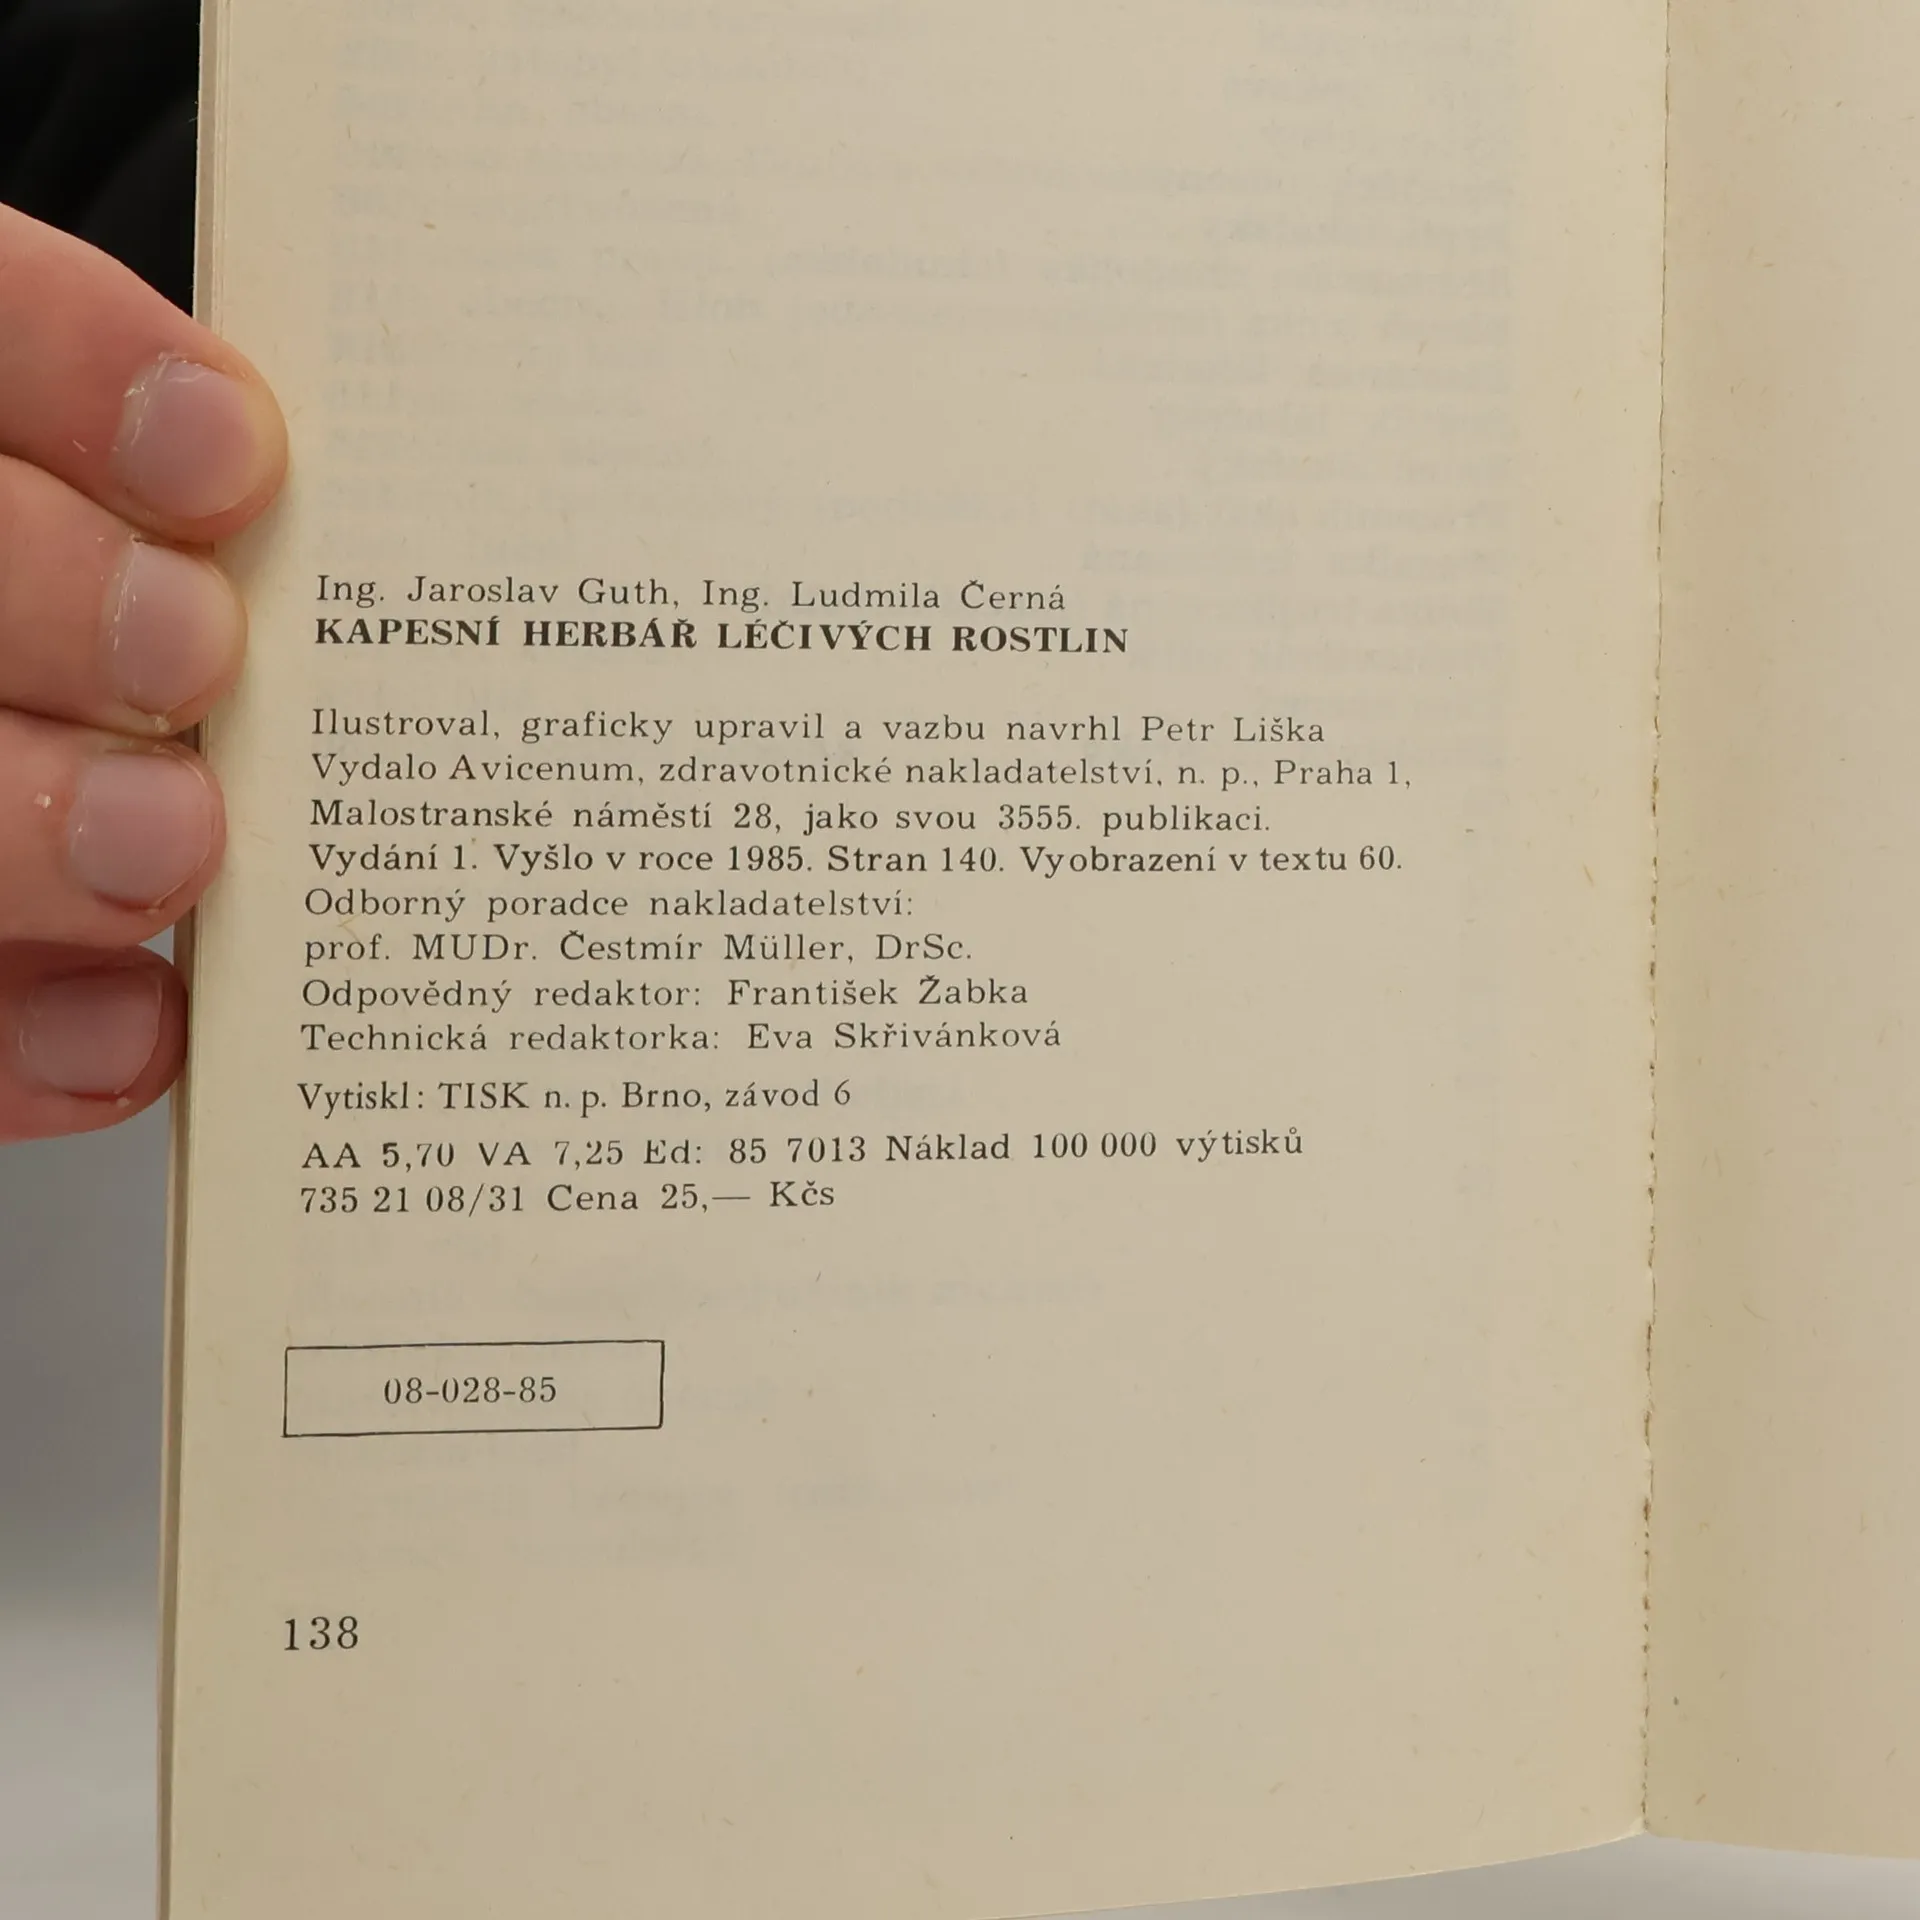 Ing. Jaroslav Guth, Ing. Ludmila Černá
KAPESNÍ HERBÁŘ LÉČIVÝCH ROSTLIN
Ilustroval, graficky upravil a vazbu navrhl Petr Liška
Vydalo Avicenum, zdravotnické nakladatelství, n. p., Praha 1,
Malostranské náměstí 28, jako svou 3555. publikaci.
Vydání 1. Vyšlo v roce 1985. Stran 140. Vyobrazení v textu 60.
Odborný poradce nakladatelství:
prof. MUDr. Čestmír Müller, DrSc.
Odpovědný redaktor: František Žabka
Technická redaktorka: Eva Skřivánková
Vytiskl: TISK n. p. Brno, závod 6
AA 5,70 VA 7,25 Ed: 85 7013 Náklad 100 000 výtisků
735 21 08/31 Cena 25,— Kčs
08-028-85
138